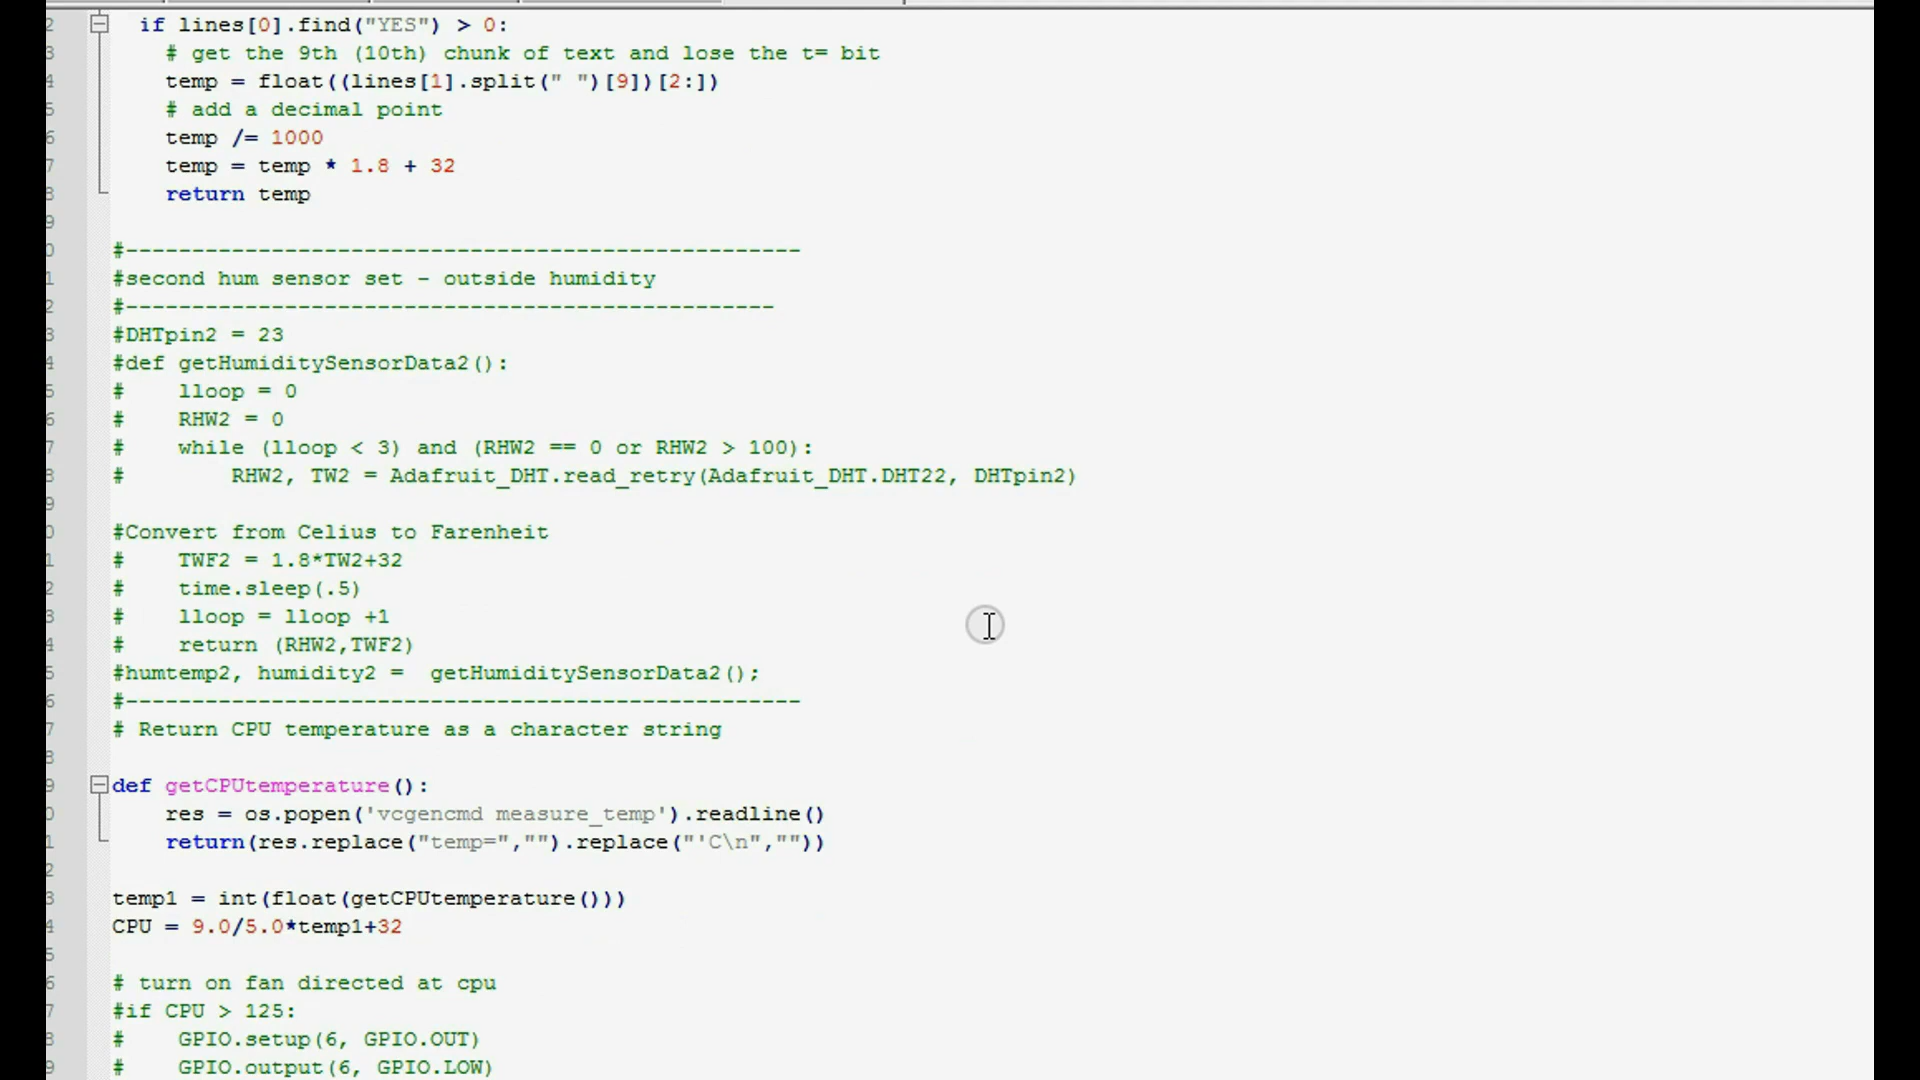 if lines[0].find("YES") > 0:
# get the 9th (10th) chunk of text and lose the t= bit
temp = float((lines[1].split(" ")[9])[2:])
# add a decimal point
temp /= 1000
temp = temp * 1.8 + 32
return temp
#---------------------------------------------------
#second hum sensor set - outside humidity
#-------------------------------------------------
#DHTpin2 = 23
#def getHumiditySensorData2():
#    lloop = 0
#    RHW2 = 0
#    while (lloop < 3) and (RHW2 == 0 or RHW2 > 100):
#        RHW2, TW2 = Adafruit_DHT.read_retry(Adafruit_DHT.DHT22, DHTpin2)
#Convert from Celius to Farenheit
#    TWF2 = 1.8*TW2+32
#    time.sleep(.5)
#    lloop = lloop +1
#    return (RHW2,TWF2)
#humtemp2, humidity2 =  getHumiditySensorData2();
#---------------------------------------------------
# Return CPU temperature as a character string
def getCPUtemperature():
res = os.popen('vcgencmd measure_temp').readline()
return(res.replace("temp=","").replace("'C\n",""))
temp1 = int(float(getCPUtemperature()))
CPU = 9.0/5.0*temp1+32
# turn on fan directed at cpu
#if CPU > 125:
#    GPIO.setup(6, GPIO.OUT)
#    GPIO.output(6, GPIO.LOW)